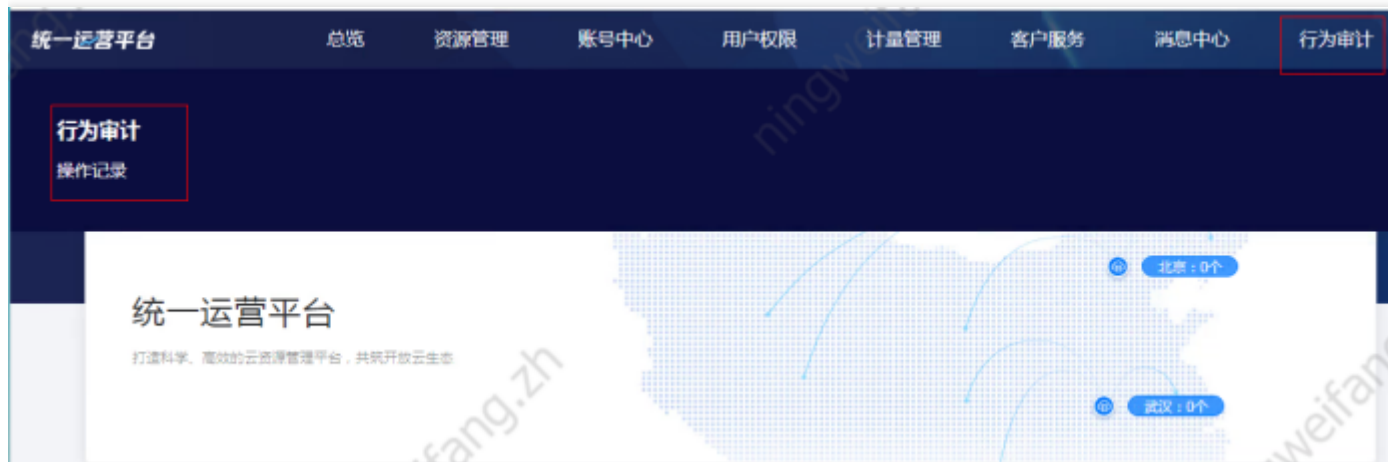 统一运营平台 总览 资源管理 账号中心 用户权限 计量管理 客户服务 消息中心 行为审计
行为审计
操作记录
北京：0个
统一运营平台
打造科学、高效的云资源管理平台，共筑开放云生态
武汉：0个
ningwei
fang.zh
weifang